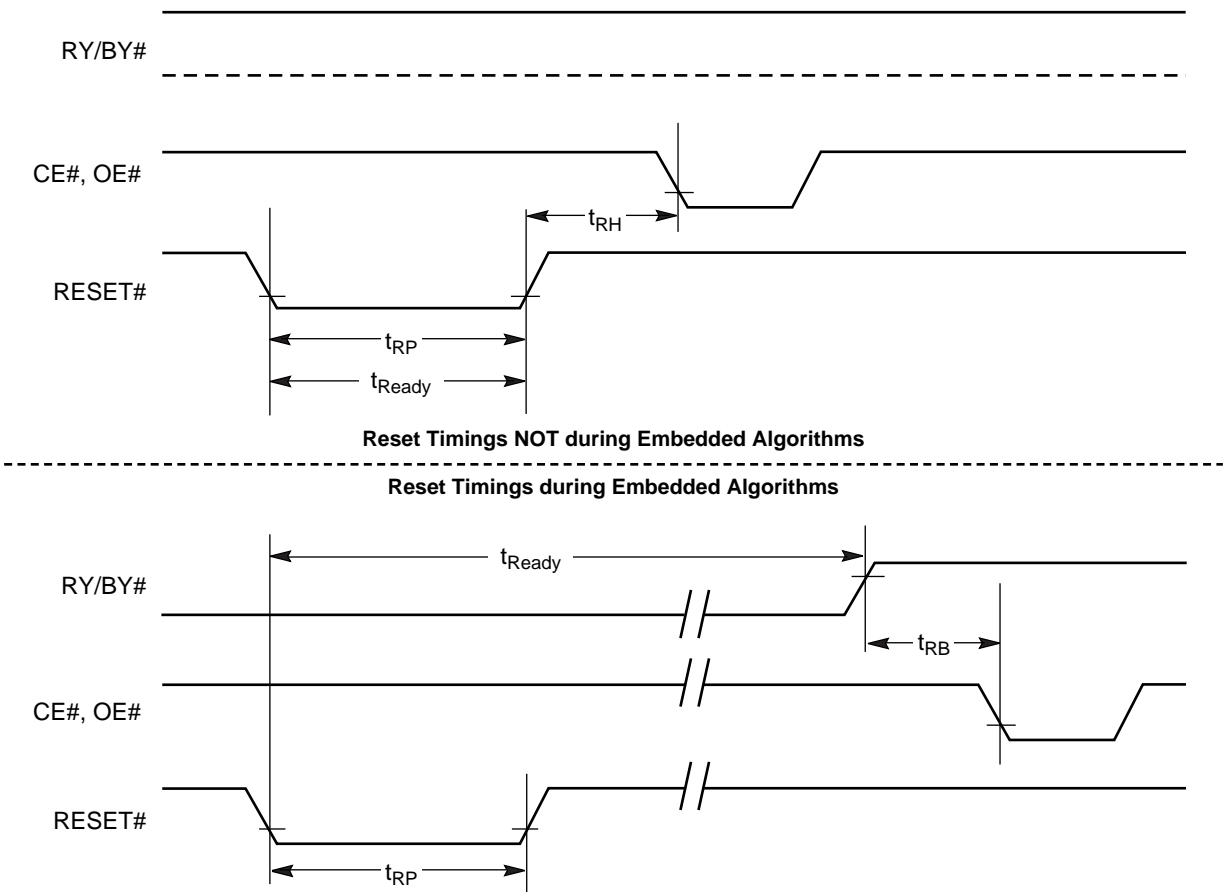 RY/BY#
CE#, OE#
tRH
RESET#
tRP
tReady
Reset Timings NOT during Embedded Algorithms
Reset Timings during Embedded Algorithms
tReady
RY/BY#
tRB
CE#, OE#
RESET#
tRP